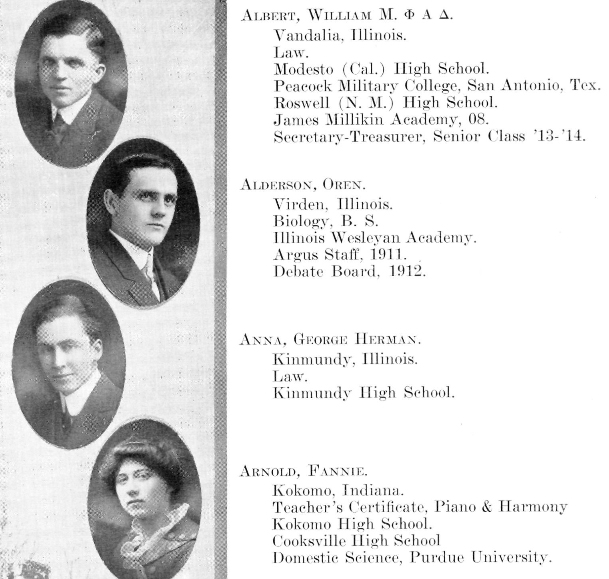 ALBERT, WILLIAM M. Φ Α Δ.
Vandalia, Illinois.
Law.
Modesto (Cal.) High School.
Peacock Military College, San Antonio, Tex.
Roswell (N. M.) High School.
James Millikin Academy, 08.
Secretary-Treasurer, Senior Class '13-'14.
ALDERSON, OREN.
Virden, Illinois.
Biology, B. S.
Illinois Wesleyan Academy.
Argus Staff, 1911.
Debate Board, 1912.
ANNA, GEORGE HERMAN.
Kinmundy, Illinois.
Law.
Kinmundy High School.
ARNOLD, FANNIE.
Kokomo, Indiana.
Teacher's Certificate, Piano & Harmony
Kokomo High School.
Cooksville High School
Domestic Science, Purdue University.